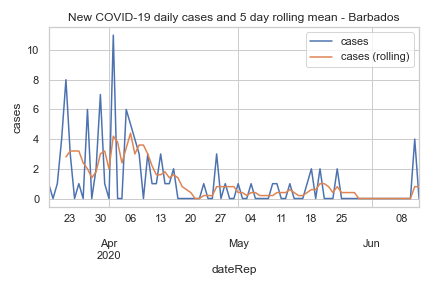 New COVID-19 daily cases and 5 day rolling mean - Barbados
cases
cases (rolling)
cases
10
8
6
4
2
0
23 30 06 13 20 27 04 11 18 25 08
Apr May Jun
2020
dateRep